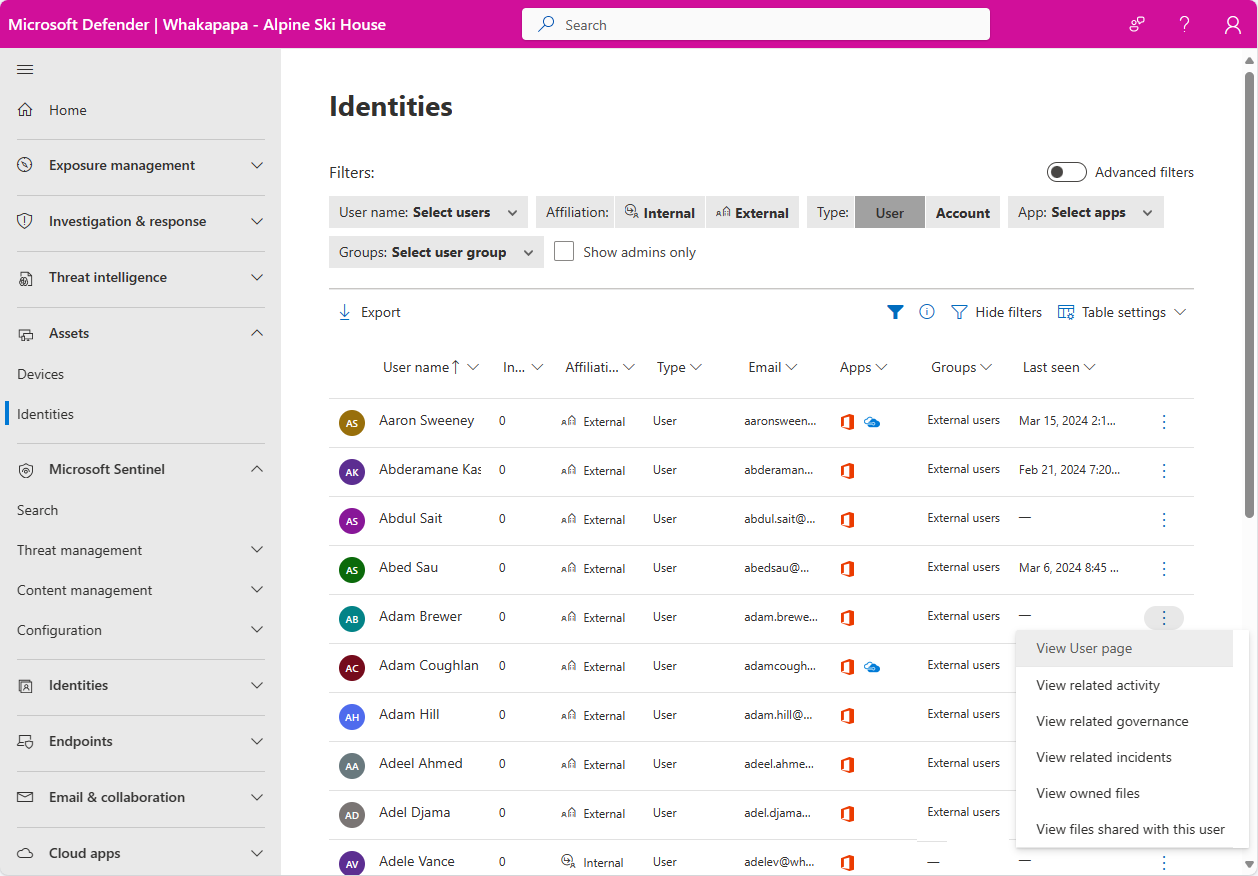 Microsoft Defender | Whakapapa - Alpine Ski House
Search
Home
Exposure management
Investigation & response
Threat intelligence
Assets
Devices
Identities
Microsoft Sentinel
Search
Threat management
Content management
Configuration
Identities
Endpoints
Email & collaboration
Cloud apps
Identities
Filters:
Advanced filters
User name: Select users
Affiliation: Internal External
Type: User Account
App: Select apps
Groups: Select user group
Show admins only
Export
Hide filters
Table settings
User name In... Affiliati... Type Email Apps Groups Last seen
AS Aaron Sweeney 0 External User aaronsween... External users Mar 15, 2024 2:1...
AK Abderamane Kas 0 External User abderaman... External users Feb 21, 2024 7:20...
AS Abdul Sait 0 External User abdul.sait@... External users —
AS Abed Sau 0 External User abedsau@... External users Mar 6, 2024 8:45 ...
AB Adam Brewer 0 External User adam.brewe... External users —
AC Adam Coughlan 0 External User adamcough... External users
AH Adam Hill 0 External User adam.hill@... External users
AA Adeel Ahmed 0 External User adeel.ahme... External users
AD Adel Djama 0 External User adel.djama... External users
AV Adele Vance 0 Internal User adelev@wh... — —
View User page
View related activity
View related governance
View related incidents
View owned files
View files shared with this user